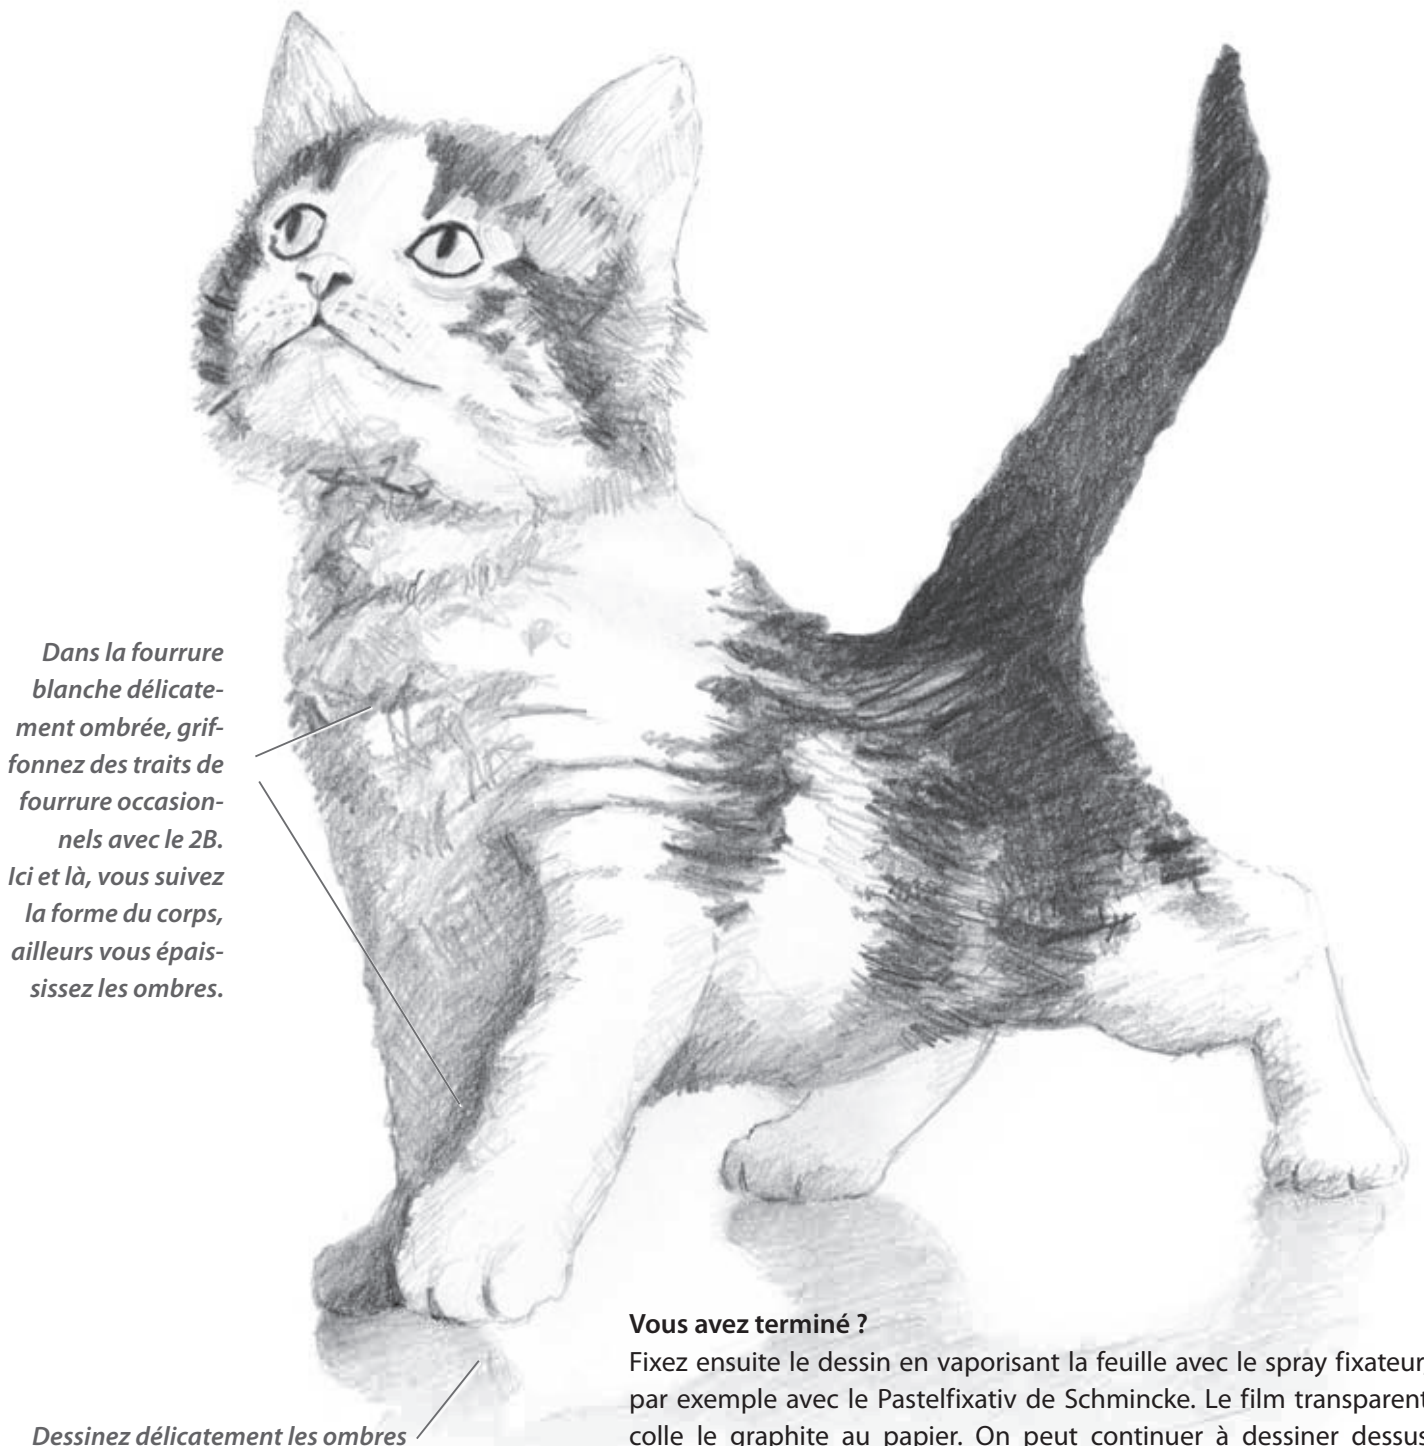 Dans la fourrure
blanche délicate-
ment ombrée, grif-
fonnez des traits de
fourrure occasion-
nels avec le 2B.
Ici et là, vous suivez
la forme du corps,
ailleurs vous épais-
sissez les ombres.
Dessinez délicatement les ombres
Vous avez terminé ?
Fixez ensuite le dessin en vaporisant la feuille avec le spray fixateur
par exemple avec le Pastelfixativ de Schmincke. Le film transparent
colle le graphite au papier. On peut continuer à dessiner dessus